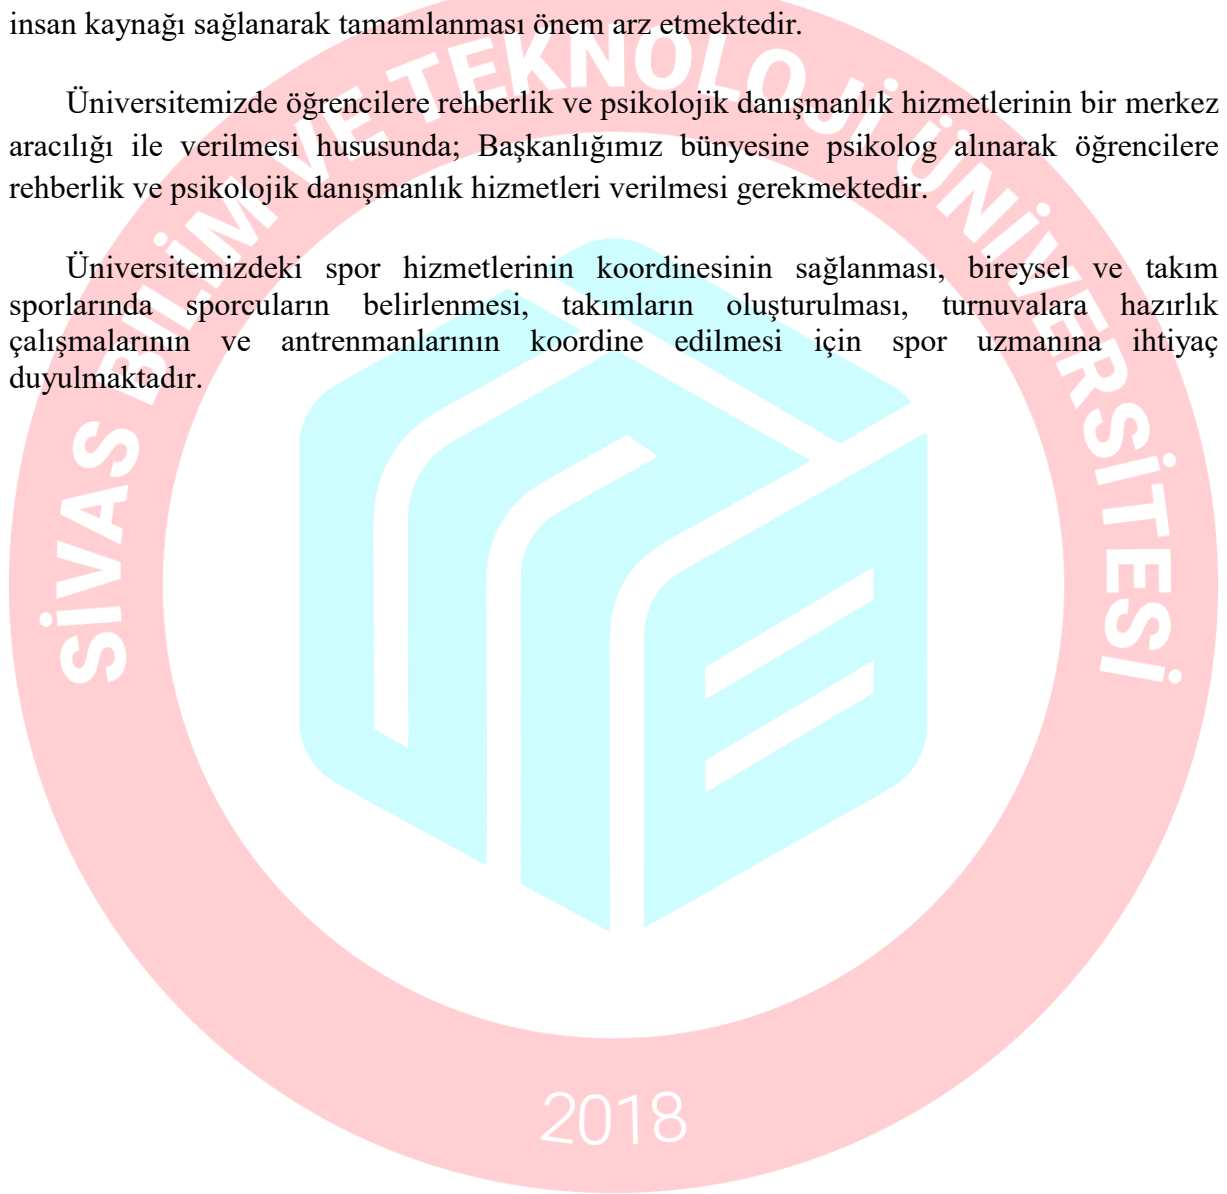 insan kaynağı sağlanarak tamamlanması önem arz etmektedir.
Üniversitemizde öğrencilere rehberlik ve psikolojik danışmanlık hizmetlerinin bir merkez
aracılığı ile verilmesi hususunda; Başkanlığımız bünyesine psikolog alınarak öğrencilere
rehberlik ve psikolojik danışmanlık hizmetleri verilmesi gerekmektedir.
Üniversitemizdeki spor hizmetlerinin koordinesinin sağlanması, bireysel ve takım
sporlarında sporcuların belirlenmesi, takımların oluşturulması, turnuvalara hazırlık
çalışmalarının ve antrenmanlarının koordine edilmesi için spor uzmanına ihtiyaç
duyulmaktadır.
SİVAS BİLİM VE TEKNOLOJİ ÜNİVERSİTESİ
2018